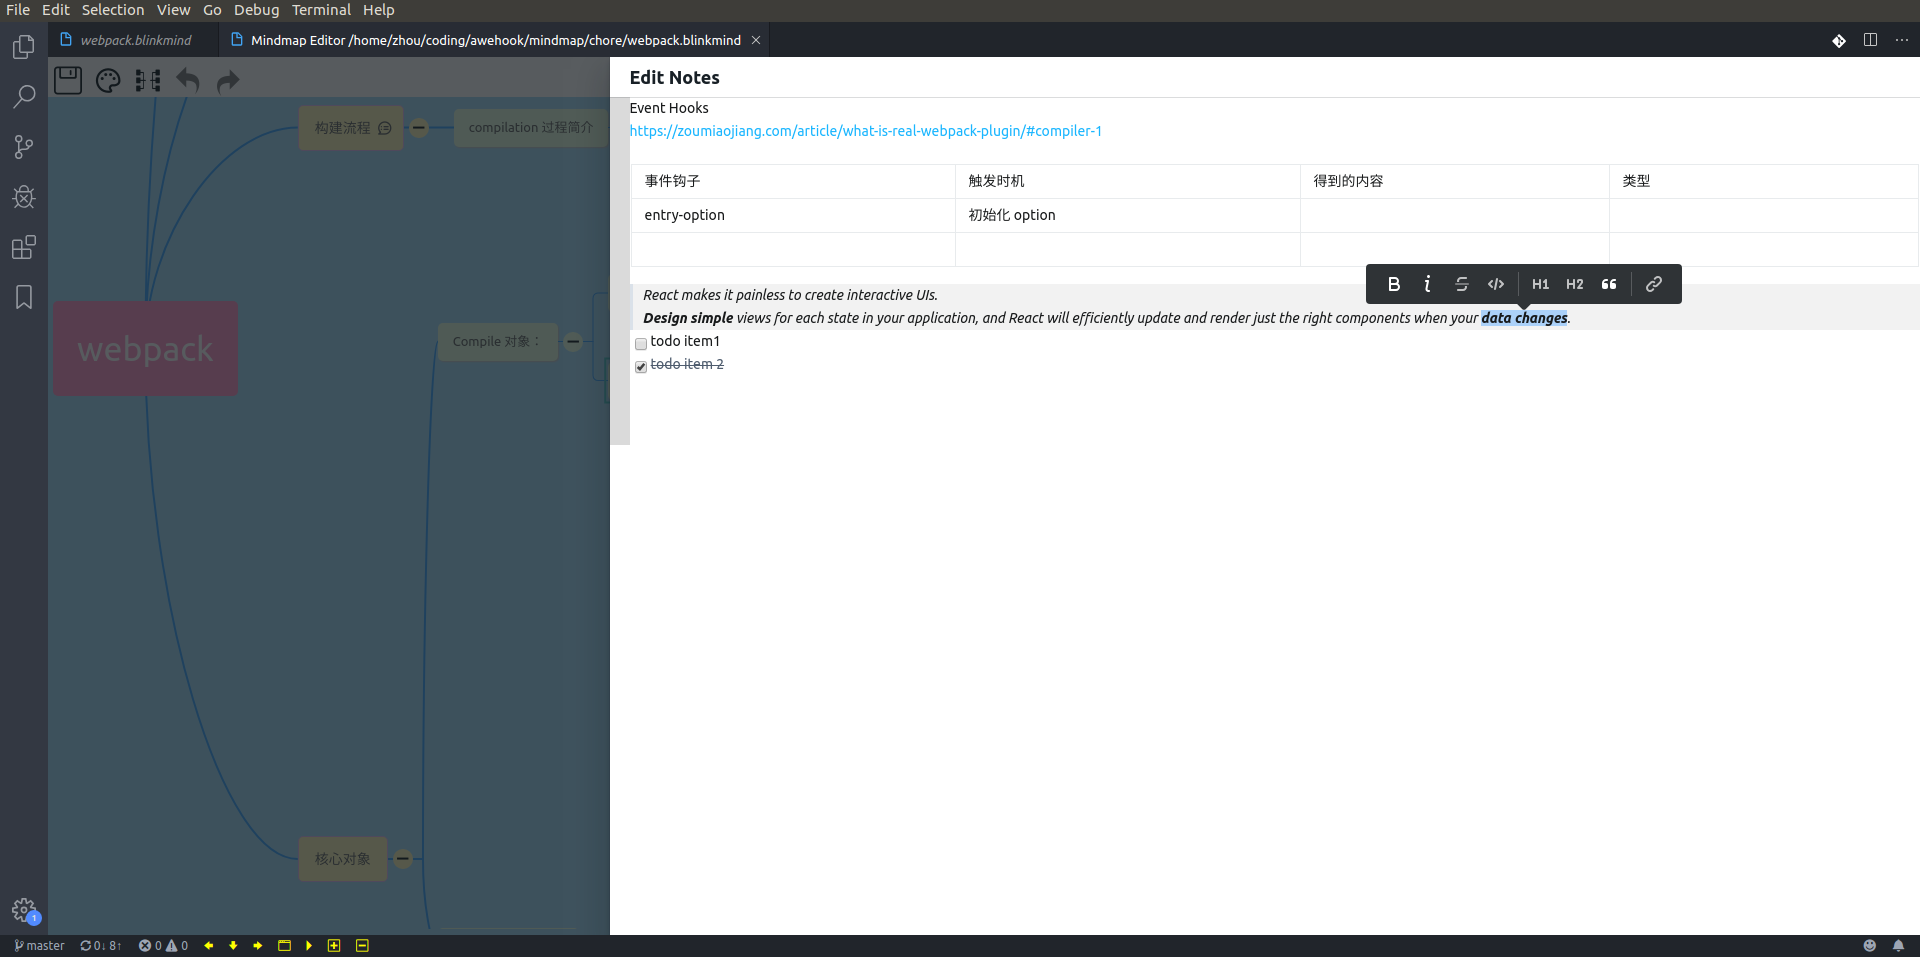 File Edit Selection View Go Debug Terminal Help
webpack.blinkmind
Mindmap Editor /home/zhou/coding/awehook/mindmap/chore/webpack.blinkmind
Edit Notes
Event Hooks
https://zoumiaojiang.com/article/what-is-real-webpack-plugin/#compiler-1
事件钩子 触发时机 得到的内容 类型
entry-option 初始化 option
B i S </> H1 H2 “
React makes it painless to create interactive UIs.
Design simple views for each state in your application, and React will efficiently update and render just the right components when your data changes.
todo item1
todo item 2
构建流程
compilation 过程简介
webpack
Compile 对象：
核心对象
1
master 0↓ 8↑ 0 0